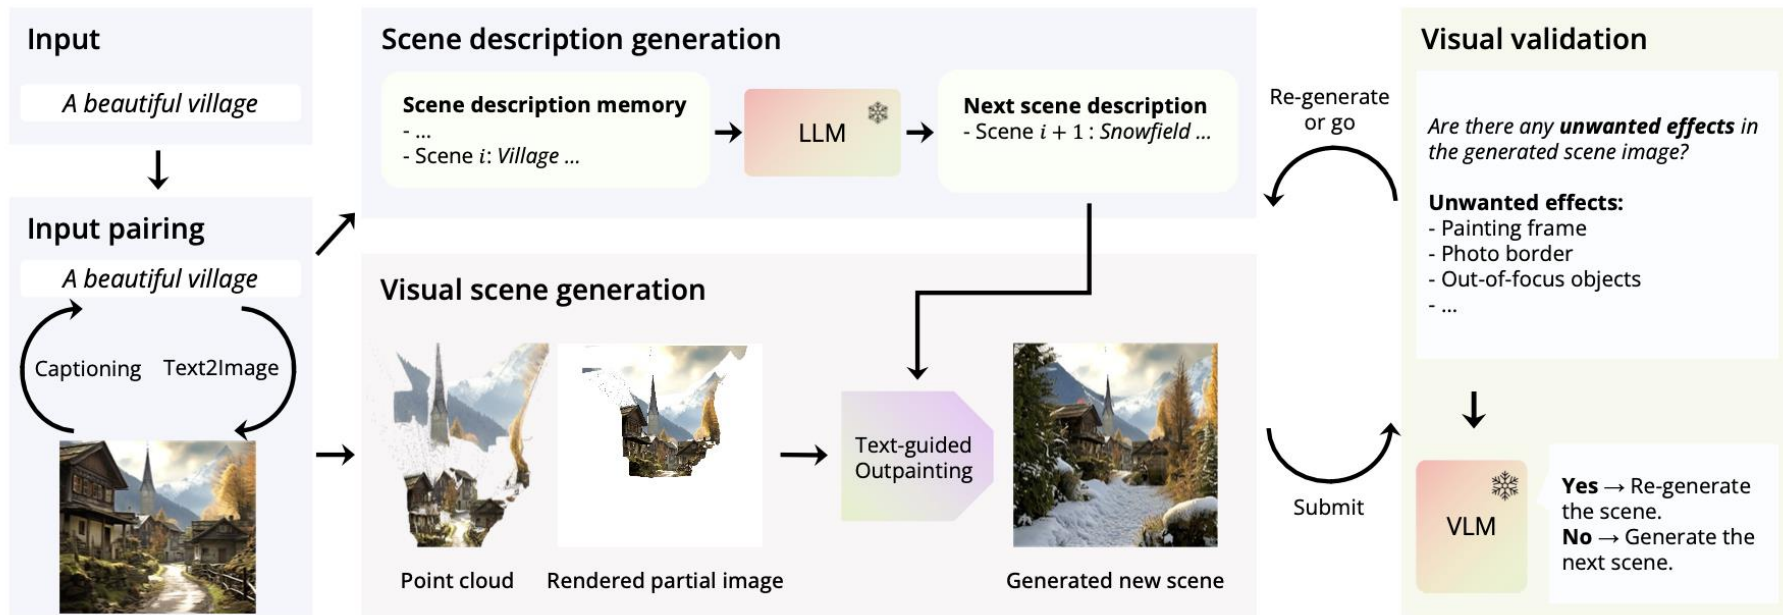 Input
A beautiful village
Input pairing
A beautiful village
Captioning
Text2Image
Scene description generation
Scene description memory
- ...
- Scene i: Village ...
LLM
Next scene description
- Scene i + 1 : Snowfield ...
Visual scene generation
Point cloud
Rendered partial image
Text-guided
Outpainting
Generated new scene
Re-generate
or go
Submit
Visual validation
Are there any unwanted effects in
the generated scene image?
Unwanted effects:
- Painting frame
- Photo border
- Out-of-focus objects
- ...
VLM
Yes → Re-generate
the scene.
No → Generate the
next scene.